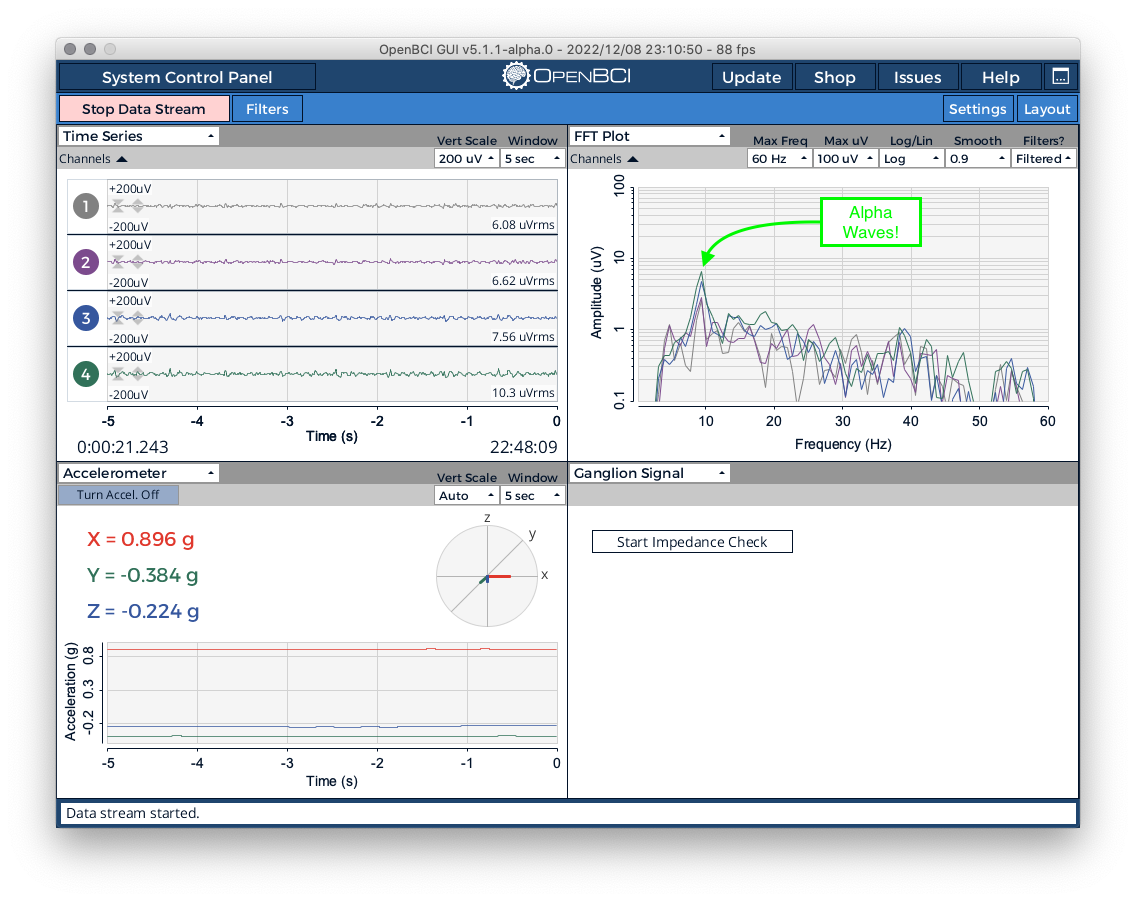 OpenBCI GUI v5.1.1-alpha.0 - 2022/12/08 23:10:50 - 88 fps
System Control Panel
OPENBCI
Update
Shop
Issues
Help
Stop Data Stream
Filters
Settings
Layout
Time Series
Vert Scale Window
Channels
200 uV
5 sec
1
+200uV
-200uV
6.08 uVrms
2
+200uV
-200uV
6.62 uVrms
3
+200uV
-200uV
7.56 uVrms
4
+200uV
-200uV
10.3 uVrms
-5 -4 -3 -2 -1 0
Time (s)
0:00:21.243
22:48:09
FFT Plot
Max Freq Max uV Log/Lin Smooth Filters?
Channels
60 Hz
100 uV
Log
0.9
Filtered
Alpha
Waves!
Amplitude (uV)
100
10
1
0.1
10 20 30 40 50 60
Frequency (Hz)
Accelerometer
Vert Scale Window
Turn Accel. Off
Auto
5 sec
X = 0.896 g
Y = -0.384 g
Z = -0.224 g
z
y
x
Acceleration (g)
0.8
0.3
-0.2
-5 -4 -3 -2 -1 0
Time (s)
Ganglion Signal
Start Impedance Check
Data stream started.